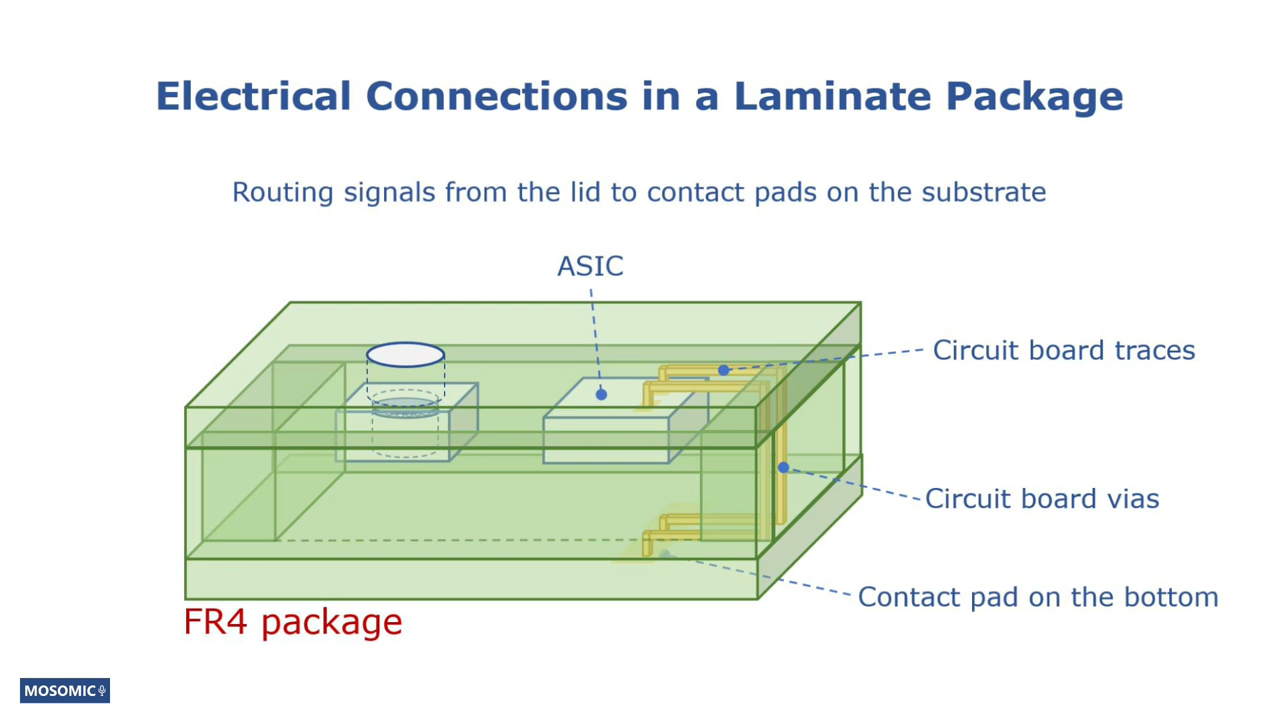 Electrical Connections in a Laminate Package
Routing signals from the lid to contact pads on the substrate
ASIC
Circuit board traces
Circuit board vias
Contact pad on the bottom
FR4 package
MOSOMIC